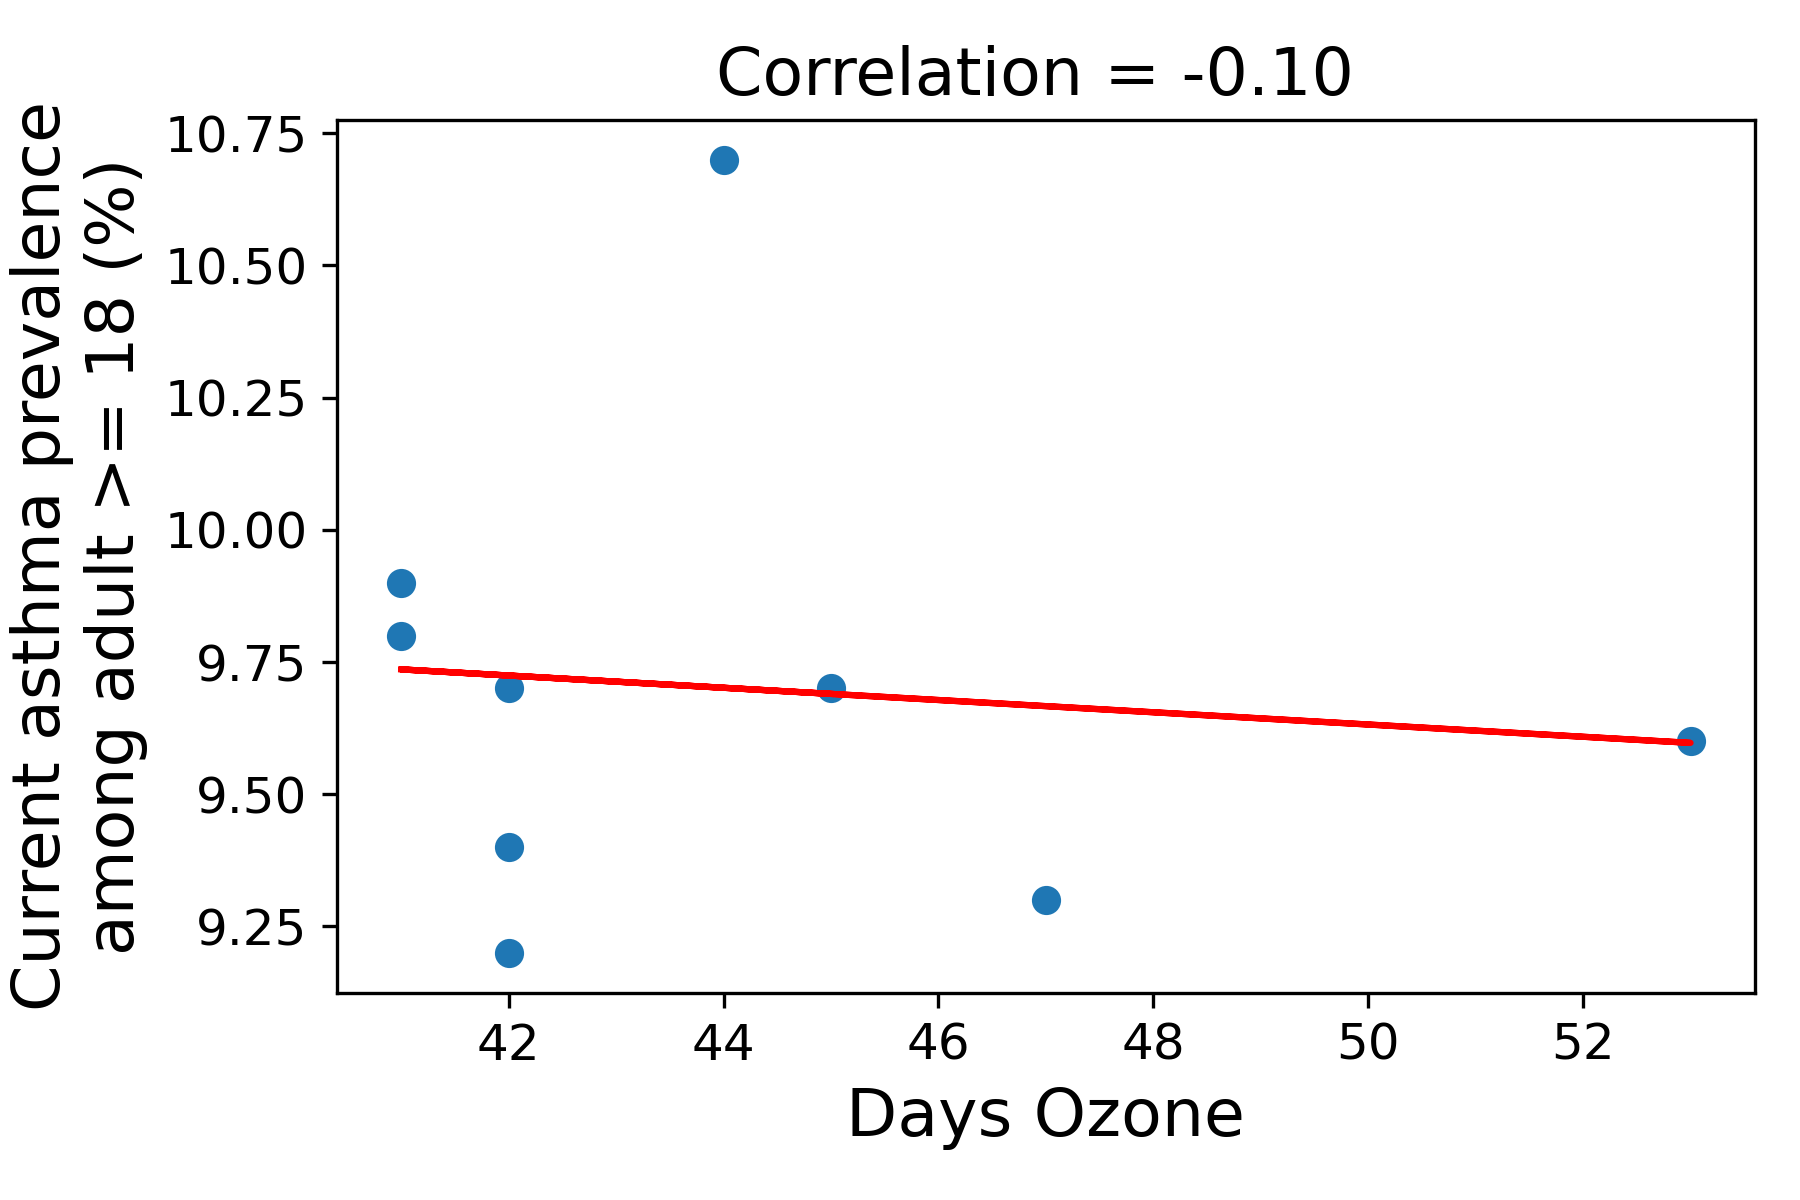 Correlation = -0.10
Current asthma prevalence
among adult >= 18 (%)
10.75
10.50
10.25
10.00
9.75
9.50
9.25
42 44 46 48 50 52
Days Ozone